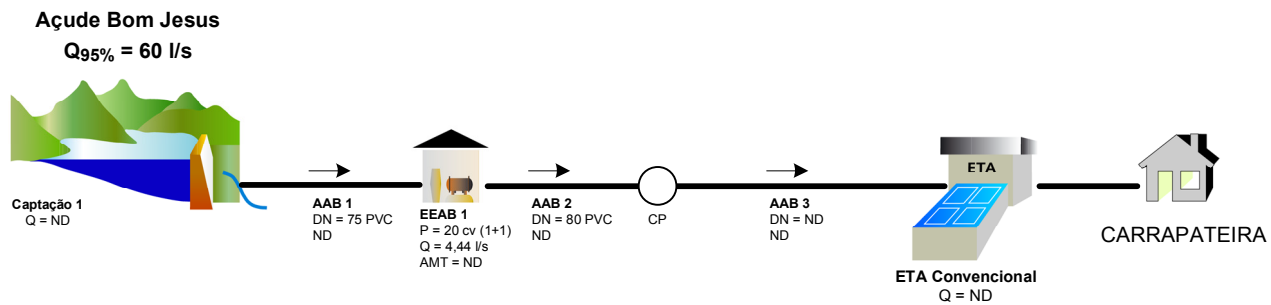 Açude Bom Jesus
Q95% = 60 l/s
Captação 1
Q = ND
AAB 1
DN = 75 PVC
ND
EEAB 1
P = 20 cv (1+1)
Q = 4,44 l/s
AMT = ND
AAB 2
DN = 80 PVC
ND
CP
AAB 3
DN = ND
ND
ETA
ETA Convencional
Q = ND
CARRAPATEIRA